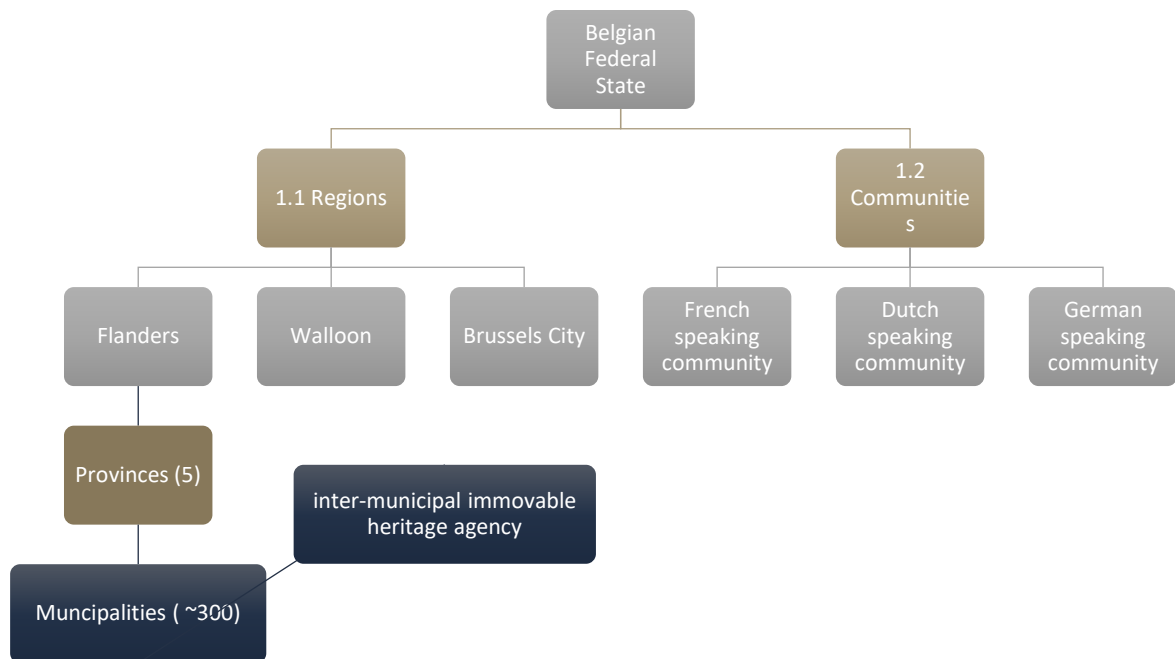 Belgian
Federal
State
1.1 Regions
1.2
Communitie
s
Flanders
Walloon
Brussels City
French
speaking
community
Dutch
speaking
community
German
speaking
community
Provinces (5)
inter-municipal immovable
heritage agency
Muncipalities ( ~300)